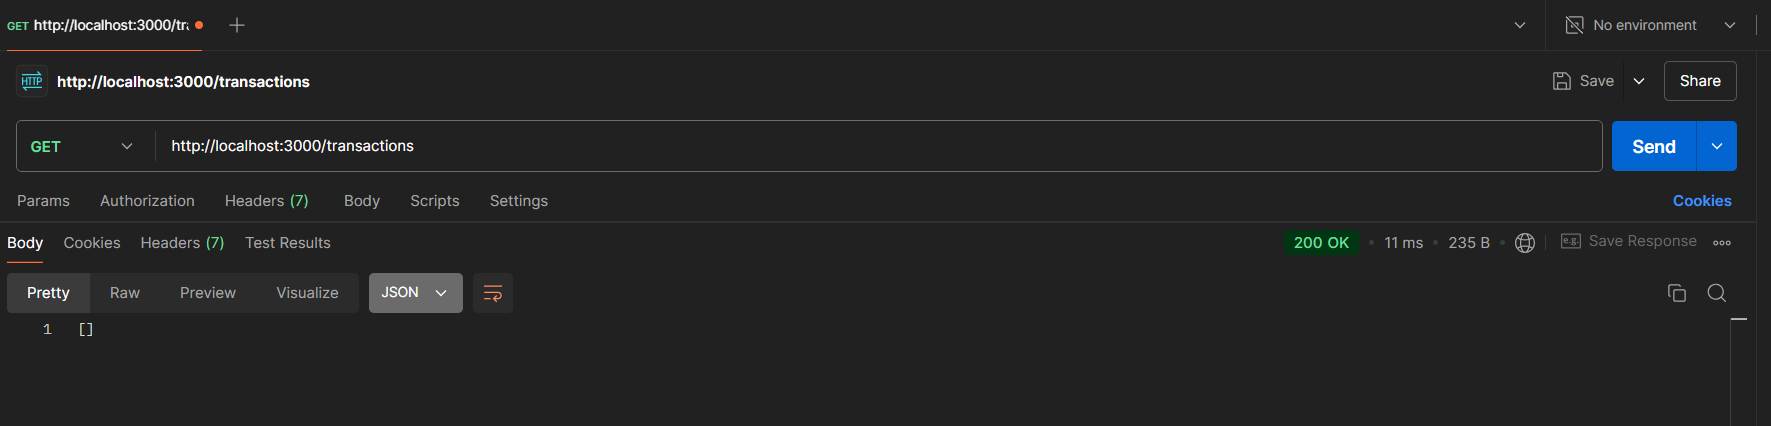 GET http://localhost:3000/tra No environment
HTTP http://localhost:3000/transactions Save Share
GET http://localhost:3000/transactions Send
Params Authorization Headers (7) Body Scripts Settings Cookies
Body Cookies Headers (7) Test Results 200 OK • 11 ms • 235 B • e.g. Save Response
Pretty Raw Preview Visualize JSON
1 []